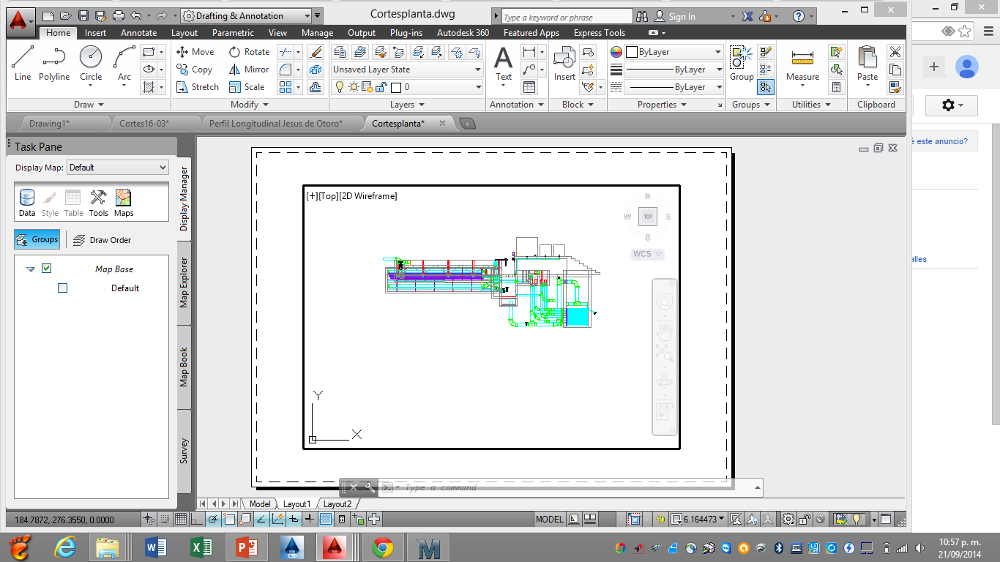 Drafting & Annotation
Cortesplanta.dwg
Type a keyword or phrase
Sign In
Home Insert Annotate Layout Parametric View Manage Output Plug-ins Autodesk 360 Featured Apps Express Tools
Line Polyline Circle Arc
Move Rotate
Copy Mirror
Stretch Scale
Unsaved Layer State
0
Text
Insert
ByLayer
ByLayer
ByLayer
Group
Measure
Paste
Draw Modify Layers Annotation Block Properties Groups Utilities Clipboard
Drawing1* Cortes16-03* Perfil Longitudinal Jesus de Otoro* Cortesplanta*
Task Pane
Display Map: Default
Data Style Table Tools Maps
Groups Draw Order
Map Base
Default
Display Manager
Map Explorer
Map Book
Survey
[+][Top][2D Wireframe]
N
W TOP E
S
WCS
Y
X
Type a command
Model Layout1 Layout2
184.7872, 276.3550, 0.0000
MODEL
6.164473
é este anuncio?
alles
C3D
10:57 p. m.
21/09/2014